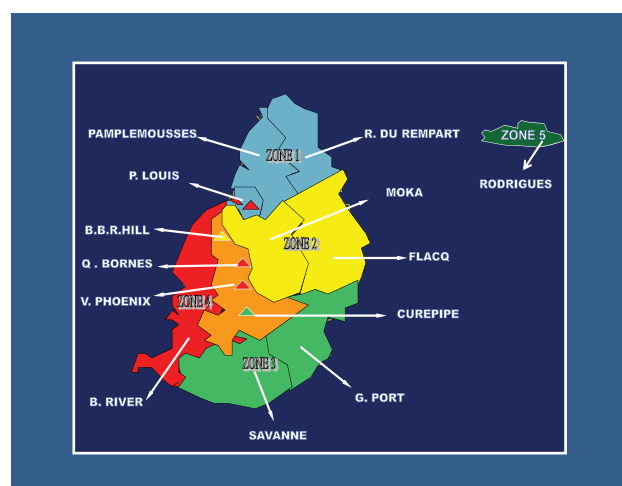 PAMPLEMOUSSES
R. DU REMPART
ZONE 5
ZONE 1
P. LOUIS
RODRIGUES
MOKA
B.B.R.HILL
ZONE 2
FLACQ
Q . BORNES
V. PHOENIX
ZONE 4
CUREPIPE
ZONE 3
B. RIVER
G. PORT
SAVANNE